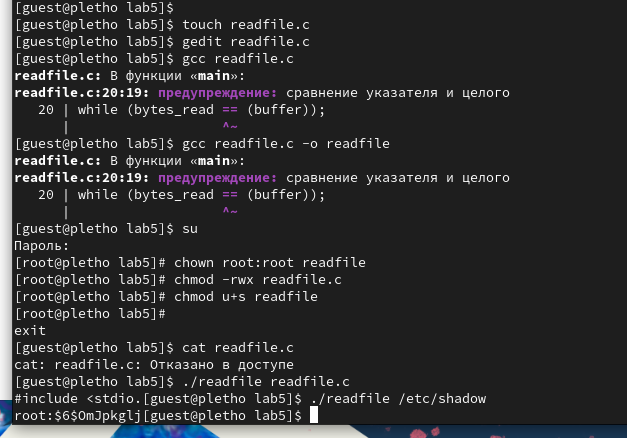 [guest@pletho lab5]$
[guest@pletho lab5]$ touch readfile.c
[guest@pletho lab5]$ gedit readfile.c
[guest@pletho lab5]$ gcc readfile.c
readfile.c: В функции «main»:
readfile.c:20:19: предупреждение: сравнение указателя и целого
20 | while (bytes_read == (buffer));
| ^~
[guest@pletho lab5]$ gcc readfile.c -o readfile
readfile.c: В функции «main»:
readfile.c:20:19: предупреждение: сравнение указателя и целого
20 | while (bytes_read == (buffer));
| ^~
[guest@pletho lab5]$ su
Пароль:
[root@pletho lab5]# chown root:root readfile
[root@pletho lab5]# chmod -rwx readfile.c
[root@pletho lab5]# chmod u+s readfile
[root@pletho lab5]#
exit
[guest@pletho lab5]$ cat readfile.c
cat: readfile.c: Отказано в доступе
[guest@pletho lab5]$ ./readfile readfile.c
#include <stdio.[guest@pletho lab5]$ ./readfile /etc/shadow
root:$6$OmJpkglj[guest@pletho lab5]$